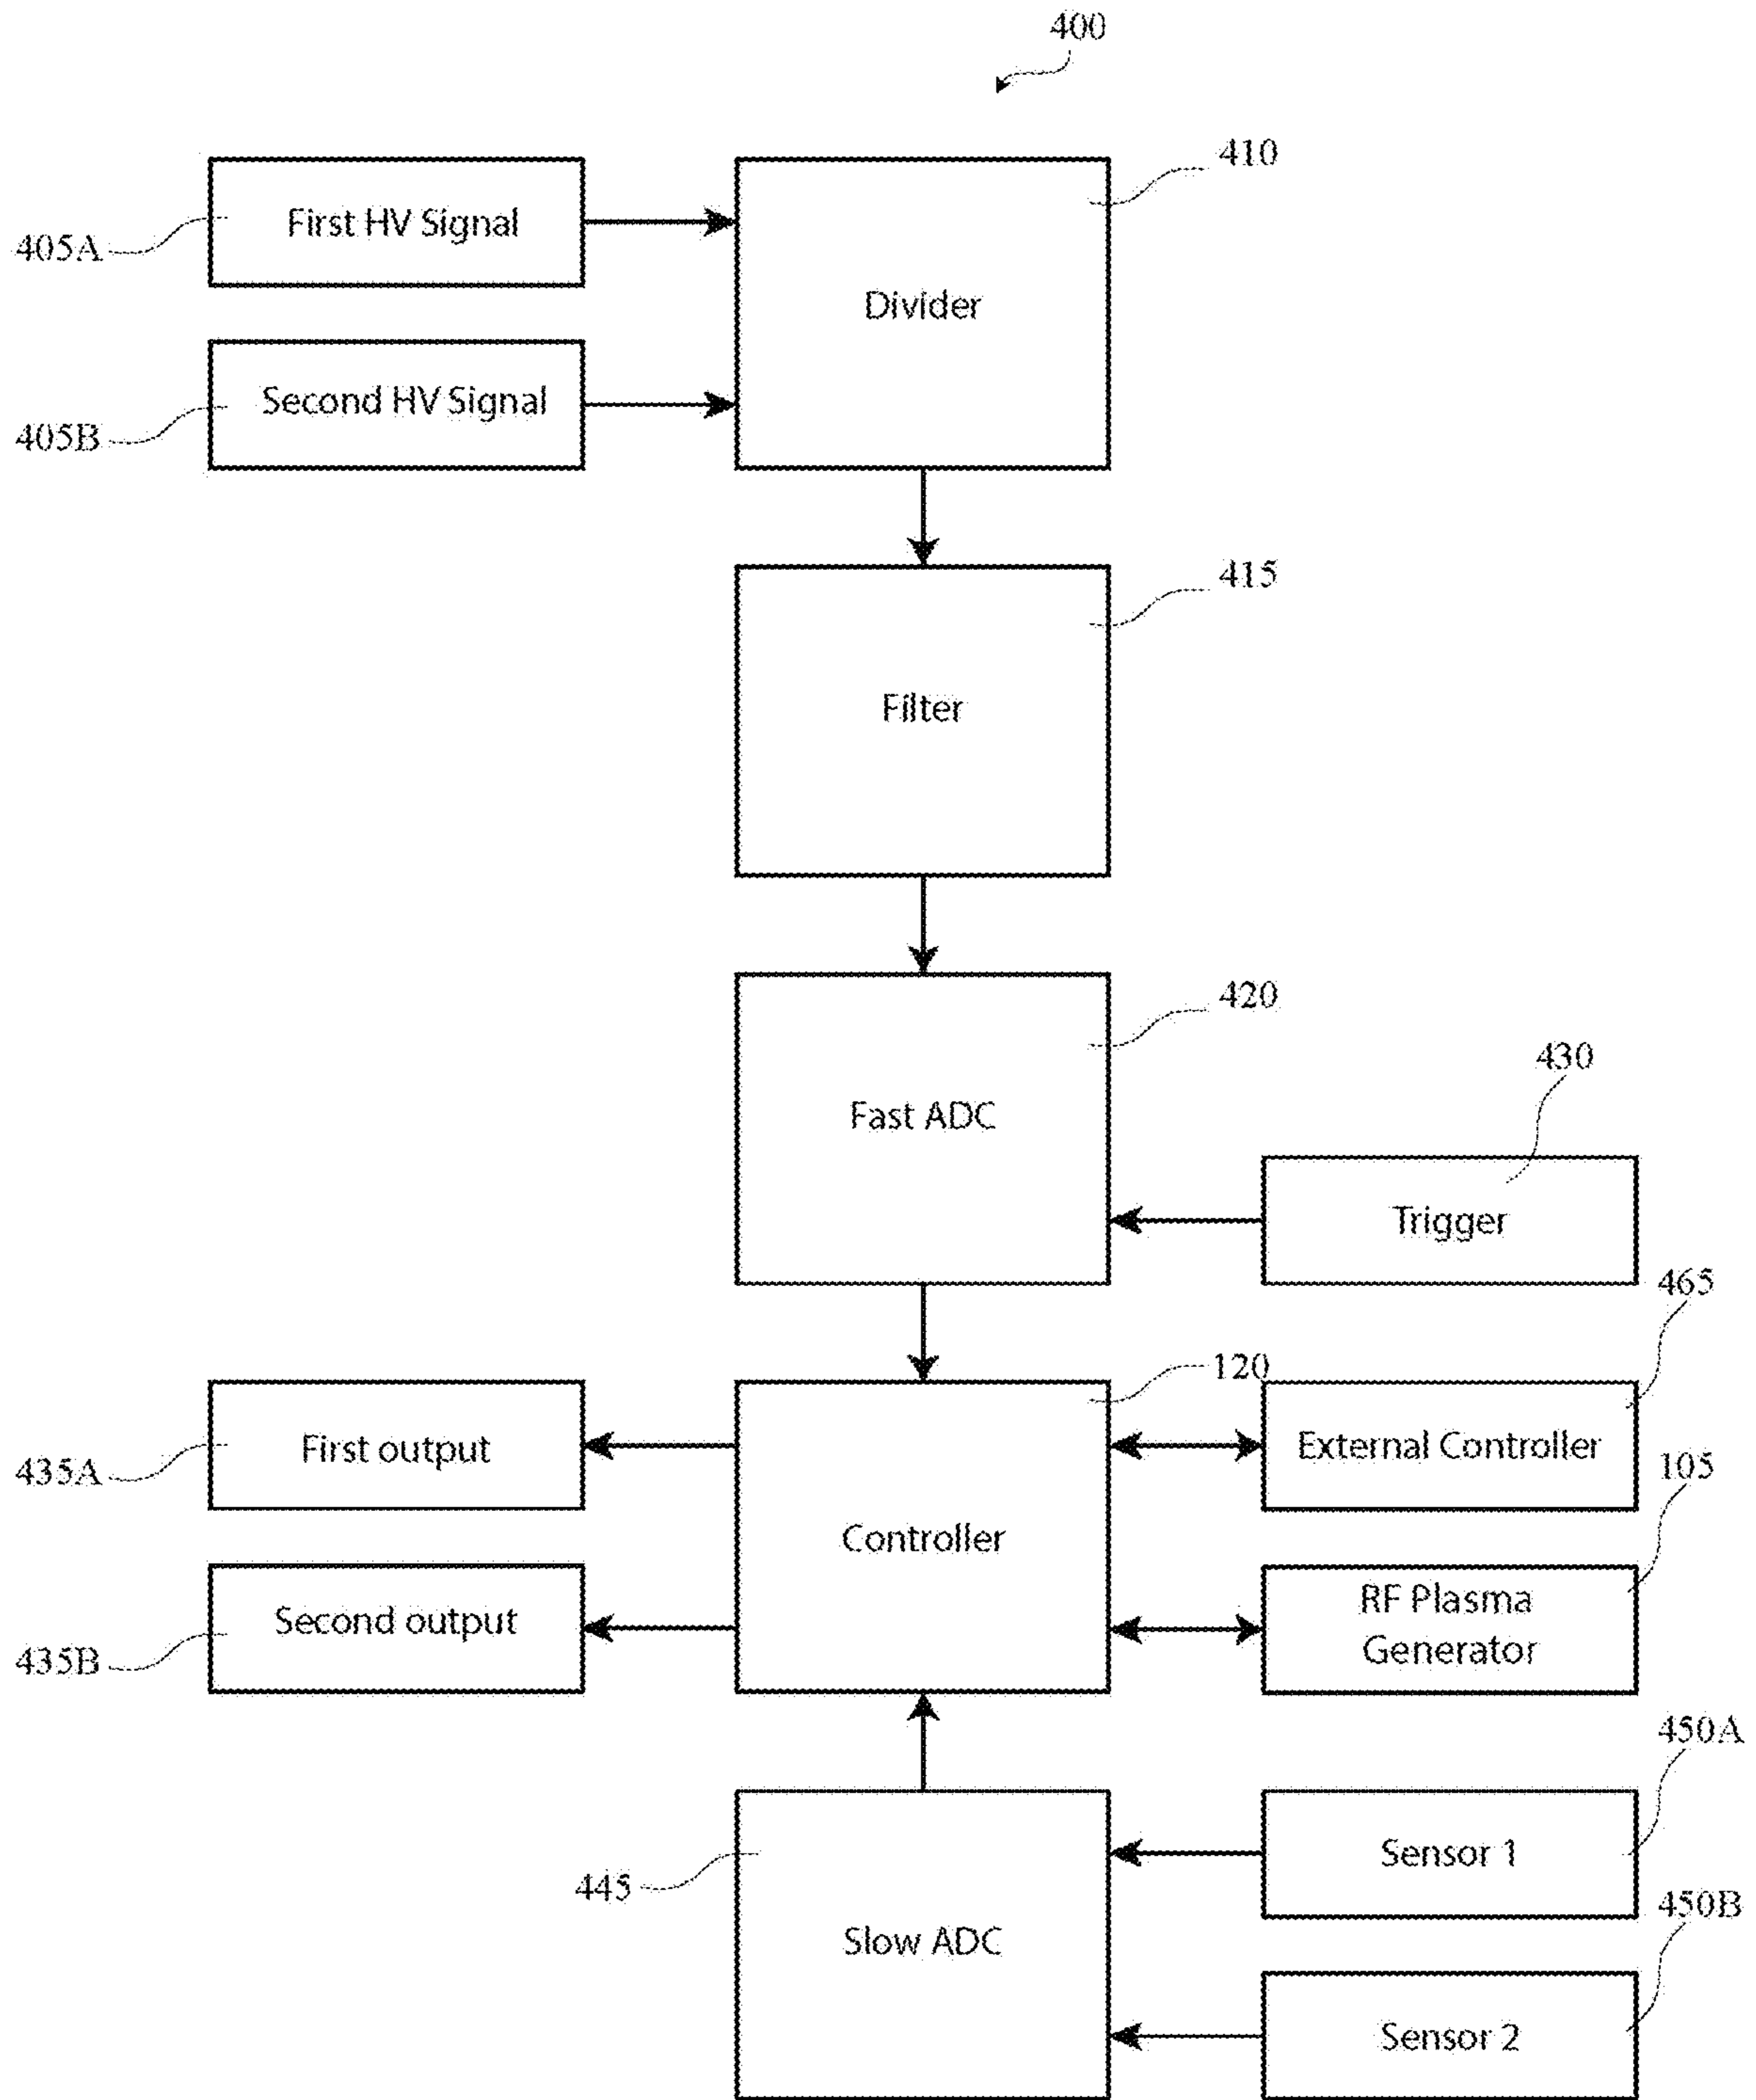 400
410
First HV Signal
405A
Divider
Second HV Signal
405B
415
Filter
420
Fast ADC
430
Trigger
465
120
First output
435A
External Controller
105
Controller
RF Plasma
Generator
Second output
435B
450A
Sensor 1
445
Slow ADC
450B
Sensor 2